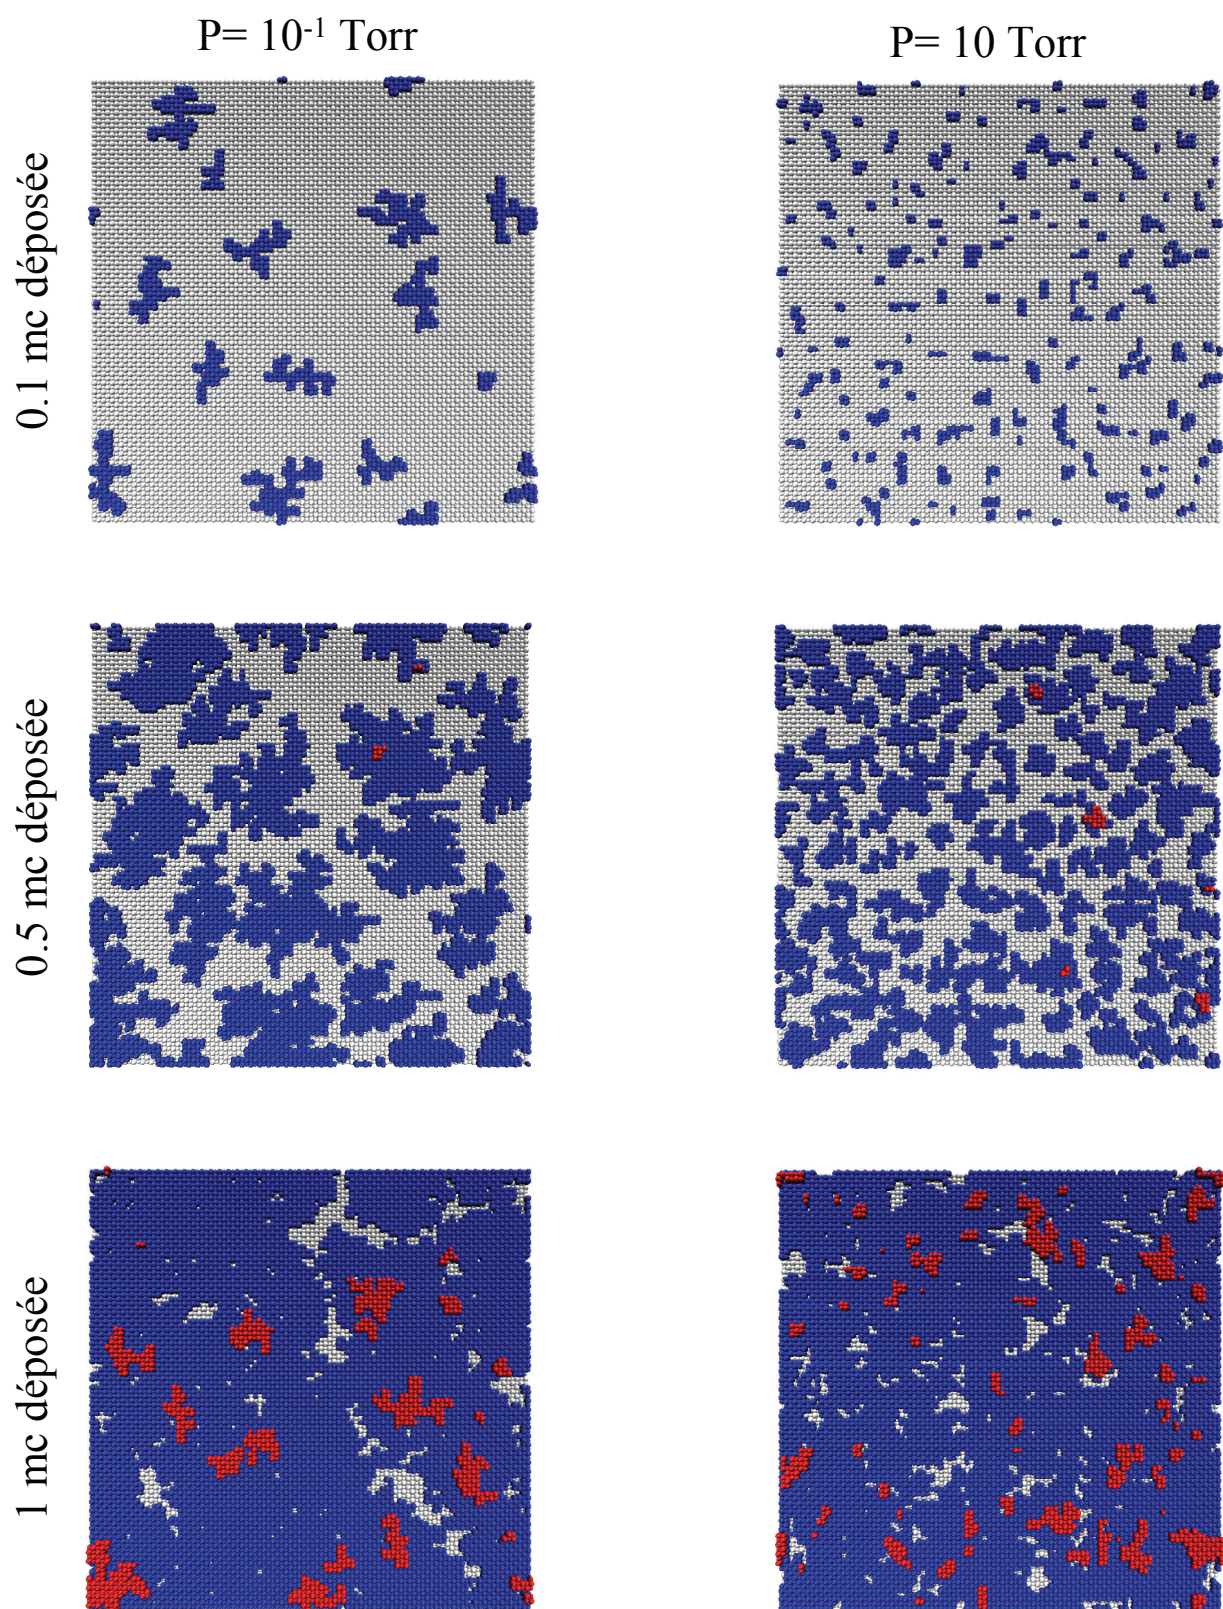 P= 10⁻¹ Torr
P= 10 Torr
0.1 mc déposée
0.5 mc déposée
1 mc déposée